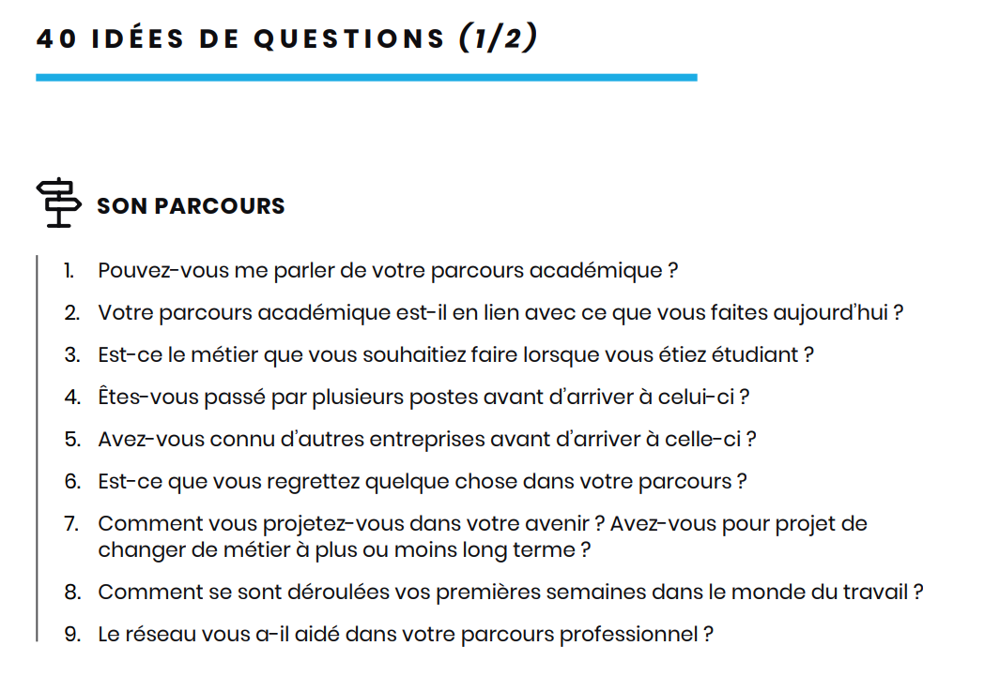 40 IDÉES DE QUESTIONS (1/2)
SON PARCOURS
1. Pouvez-vous me parler de votre parcours académique ?
2. Votre parcours académique est-il en lien avec ce que vous faites aujourd'hui ?
3. Est-ce le métier que vous souhaitiez faire lorsque vous étiez étudiant ?
4. Êtes-vous passé par plusieurs postes avant d'arriver à celui-ci ?
5. Avez-vous connu d'autres entreprises avant d'arriver à celle-ci ?
6. Est-ce que vous regrettez quelque chose dans votre parcours ?
7. Comment vous projetez-vous dans votre avenir ? Avez-vous pour projet de
changer de métier à plus ou moins long terme ?
8. Comment se sont déroulées vos premières semaines dans le monde du travail ?
9. Le réseau vous a-il aidé dans votre parcours professionnel ?